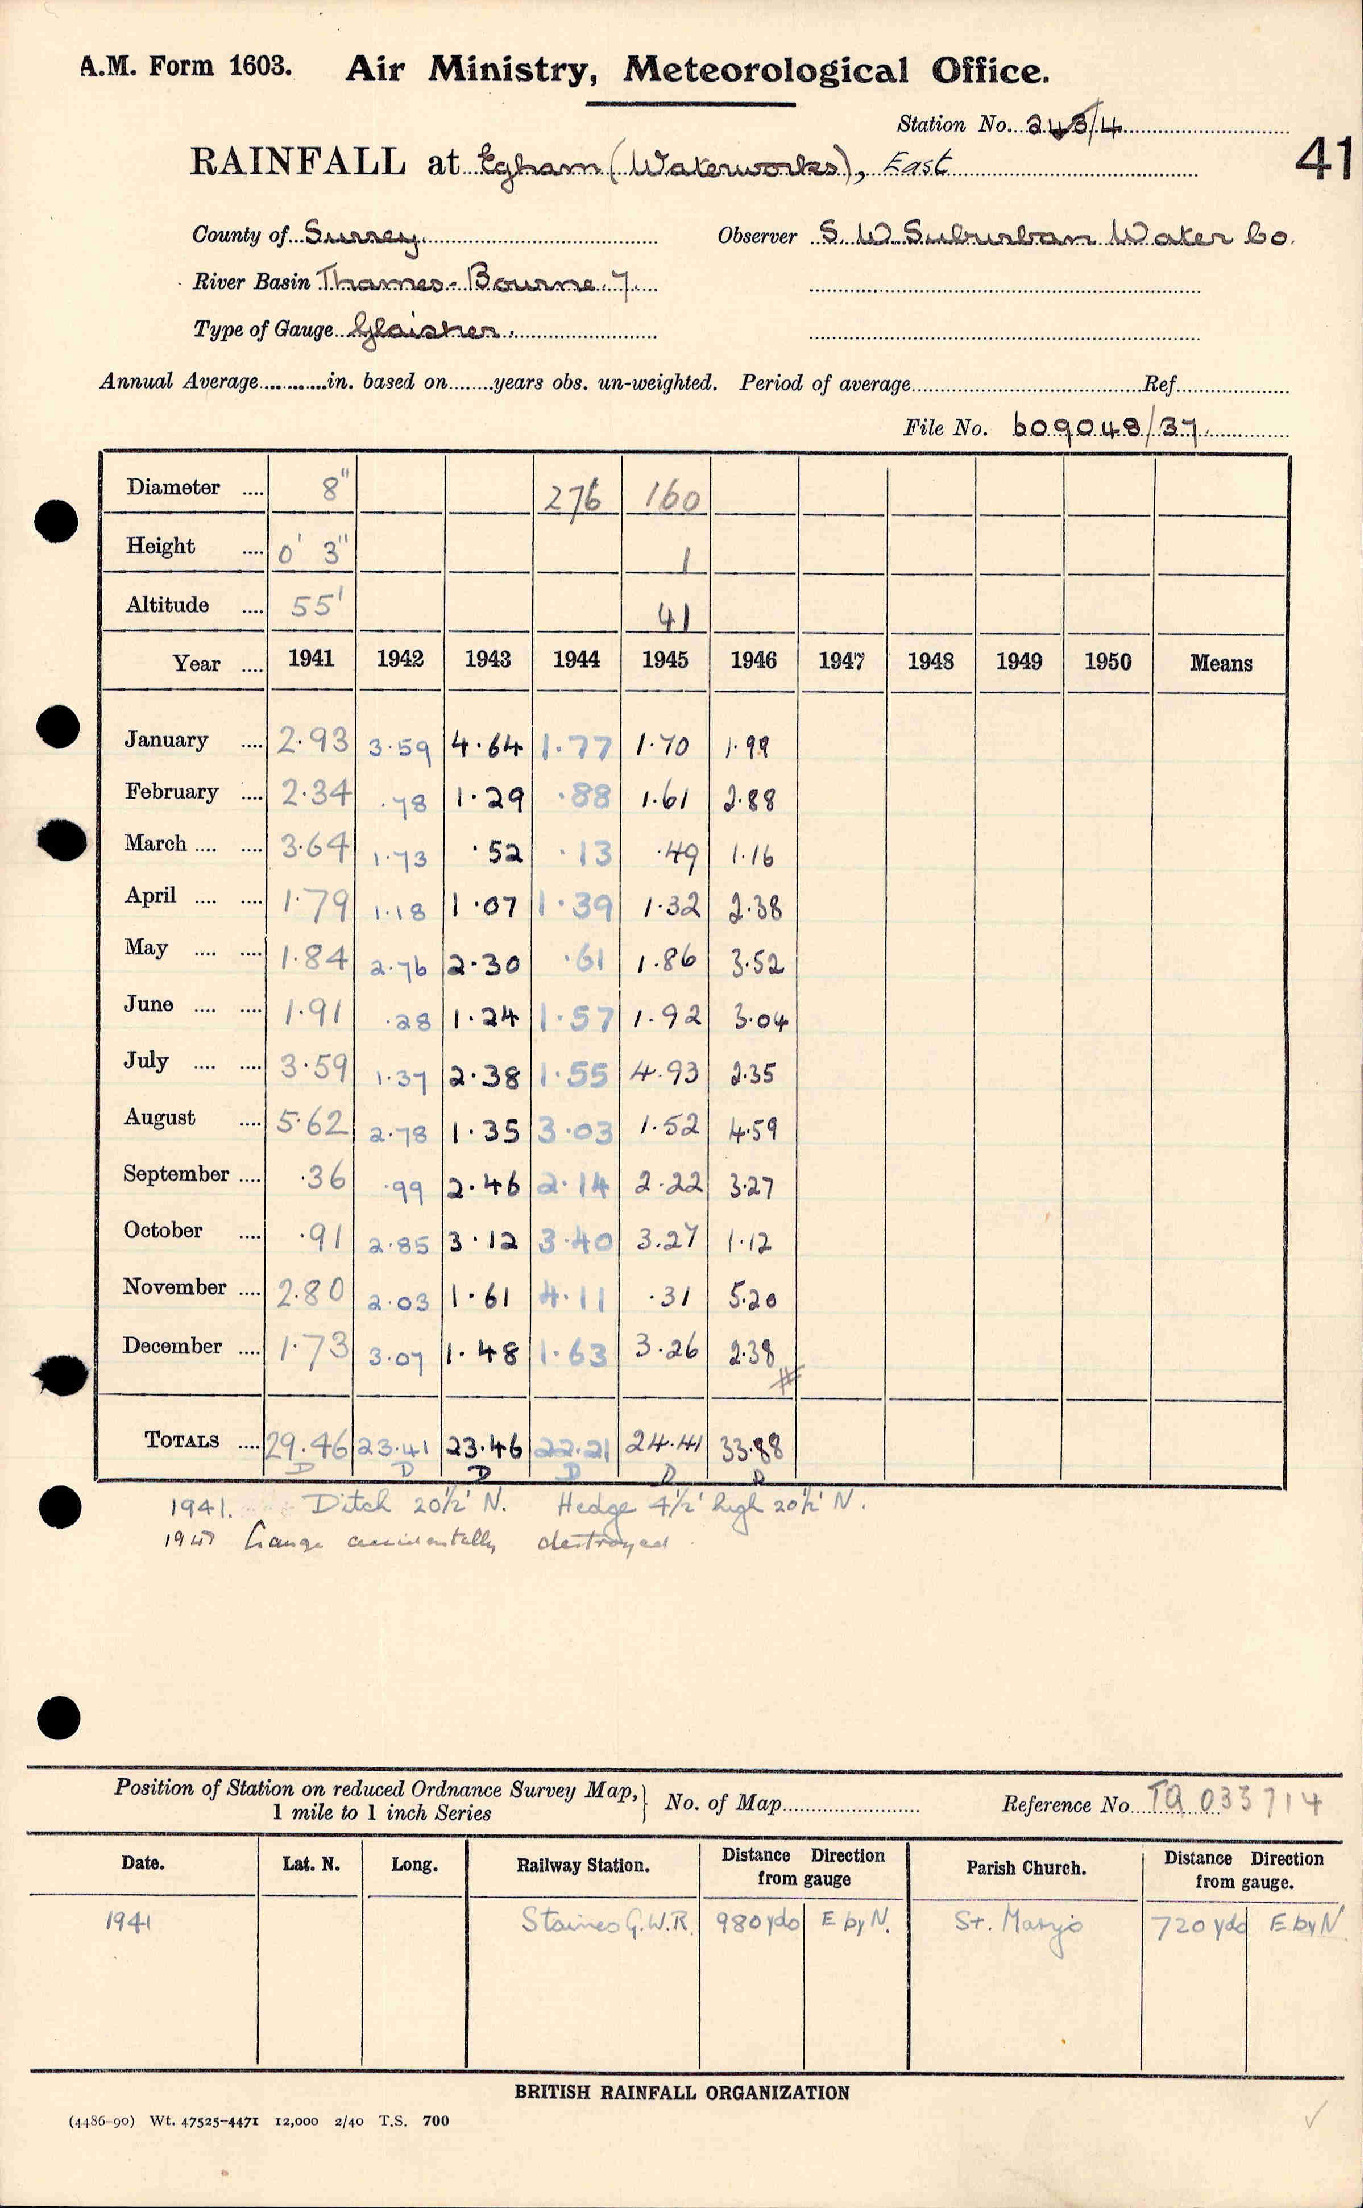 A.M. Form 1603. Air Ministry, Meteorological Office.
Station No. 243/4
41
RAINFALL at Egham (Waterworks), East
County of Surrey. Observer S. W. Suburban Water Co.
River Basin Thames - Bourne. 7.
Type of Gauge Glaisher.
Annual Average............in. based on........years obs. un-weighted. Period of average.......... Ref..........
File No. 609048/37.
Diameter .... 8" 276 160
Height .... 0' 3" 1
Altitude .... 55' 41
Year .... 1941 1942 1943 1944 1945 1946 1947 1948 1949 1950 Means
January .... 2.93 3.59 4.64 1.77 1.70 1.99
February .... 2.34 .78 1.29 .88 1.61 2.88
March .... .... 3.64 1.73 .52 .13 .49 1.16
April .... .... 1.79 1.18 1.07 1.39 1.32 2.38
May .... .... 1.84 2.76 2.30 .61 1.86 3.52
June .... .... 1.91 .28 1.24 1.57 1.92 3.04
July .... .... 3.59 1.37 2.38 1.55 4.93 2.35
August .... 5.62 2.78 1.35 3.03 1.52 4.59
September .... .36 .99 2.46 2.14 2.22 3.27
October .... .91 2.85 3.12 3.40 3.27 1.12
November .... 2.80 2.03 1.61 4.11 .31 5.20
December .... 1.73 3.07 1.48 1.63 3.26 2.38
#
TOTALS .... 29.46 23.41 23.46 22.21 24.41 33.88
D D D D D D
1941. Ditch 20½' N. Hedge 4½' high 20½' N.
1947 Gauge accidentally destroyed.
Position of Station on reduced Ordnance Survey Map, 1 mile to 1 inch Series } No. of Map.......... Reference No. TQ 033714
Date. Lat. N. Long. Railway Station. Distance Direction from gauge Parish Church. Distance Direction from gauge.
1941 Staines G.W.R. 980 yds E by N. St. Mary's 720 yds E by N
BRITISH RAINFALL ORGANIZATION
(4486-90) Wt. 47525-4471 12,000 2/40 T.S. 700